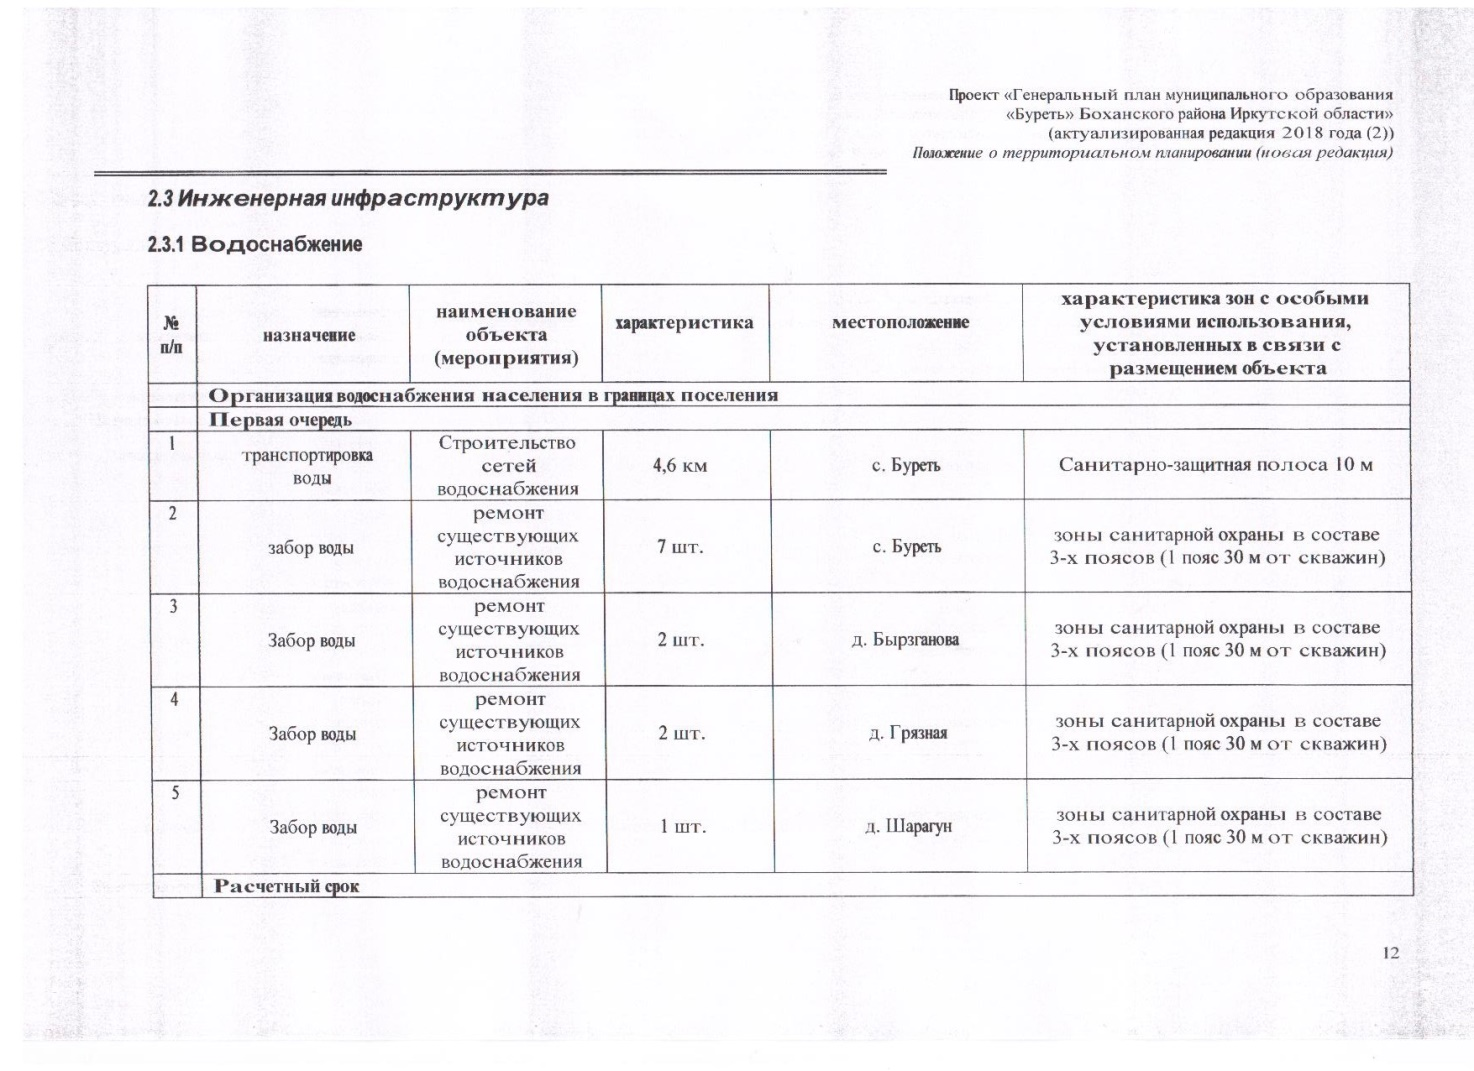 Проект «Генеральный план муниципального образования
«Буреть» Боханского района Иркутской области»
(актуализированная редакция 2018 года (2))
Положение о территориальном планировании (новая редакция)
2.3 Инженерная инфраструктура
2.3.1 Водоснабжение
№
п/п
назначение
наименование
объекта
(мероприятия)
характеристика
местоположение
характеристика зон с особыми
условиями использования,
установленных в связи с
размещением объекта
Организация водоснабжения населения в границах поселения
Первая очередь
1
транспортировка
воды
Строительство
сетей
водоснабжения
4,6 км
с. Буреть
Санитарно-защитная полоса 10 м
2
забор воды
ремонт
существующих
источников
водоснабжения
7 шт.
с. Буреть
зоны санитарной охраны в составе
3-х поясов (1 пояс 30 м от скважин)
3
Забор воды
ремонт
существующих
источников
водоснабжения
2 шт.
д. Бырзганова
зоны санитарной охраны в составе
3-х поясов (1 пояс 30 м от скважин)
4
Забор воды
ремонт
существующих
источников
водоснабжения
2 шт.
д. Грязная
зоны санитарной охраны в составе
3-х поясов (1 пояс 30 м от скважин)
5
Забор воды
ремонт
существующих
источников
водоснабжения
1 шт.
д. Шарагун
зоны санитарной охраны в составе
3-х поясов (1 пояс 30 м от скважин)
Расчетный срок
12